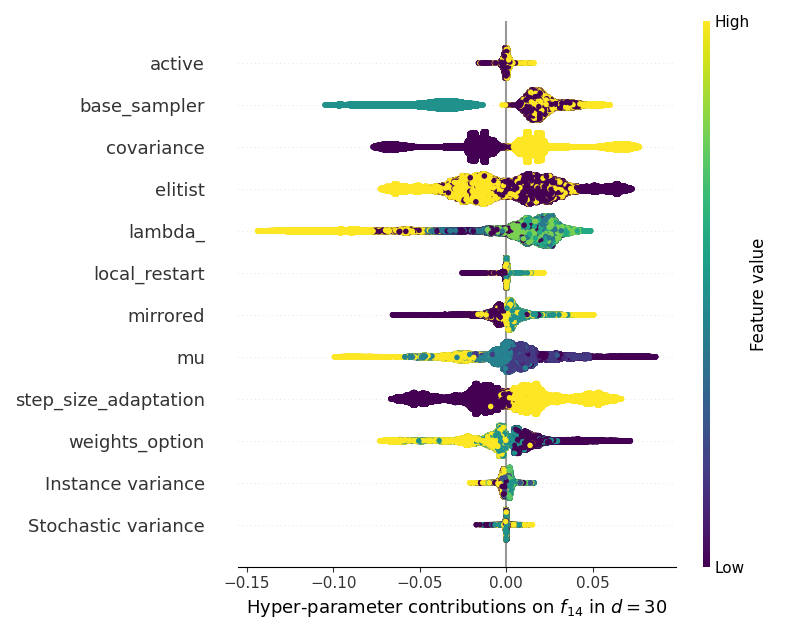 High
active
base_sampler
covariance
elitist
lambda_
local_restart
mirrored
mu
step_size_adaptation
weights_option
Instance variance
Stochastic variance
Feature value
Low
−0.15 −0.10 −0.05 0.00 0.05
Hyper-parameter contributions on f14 in d = 30